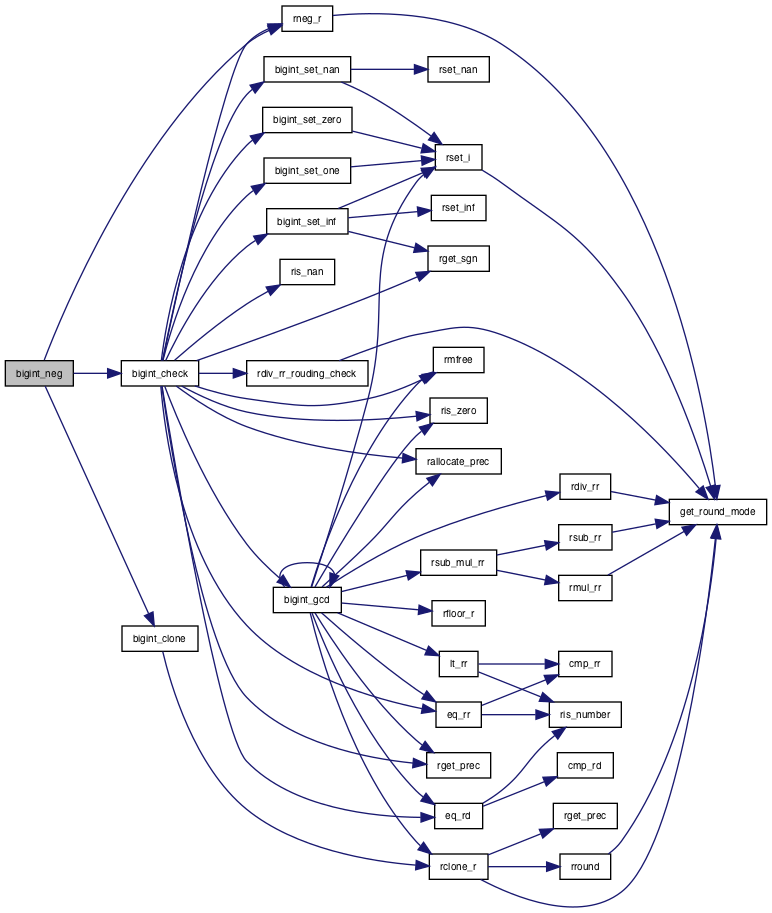 rneg_r
bigint_set_nan
rset_nan
bigint_set_zero
rset_i
bigint_set_one
rset_inf
bigint_set_inf
rget_sgn
ris_nan
bigint_neg
bigint_check
rdiv_rr_rouding_check
rmfree
ris_zero
rallocate_prec
rdiv_rr
get_round_mode
rsub_rr
rsub_mul_rr
rmul_rr
bigint_gcd
rfloor_r
bigint_clone
lt_rr
cmp_rr
eq_rr
ris_number
rget_prec
cmp_rd
eq_rd
rget_prec
rclone_r
rround